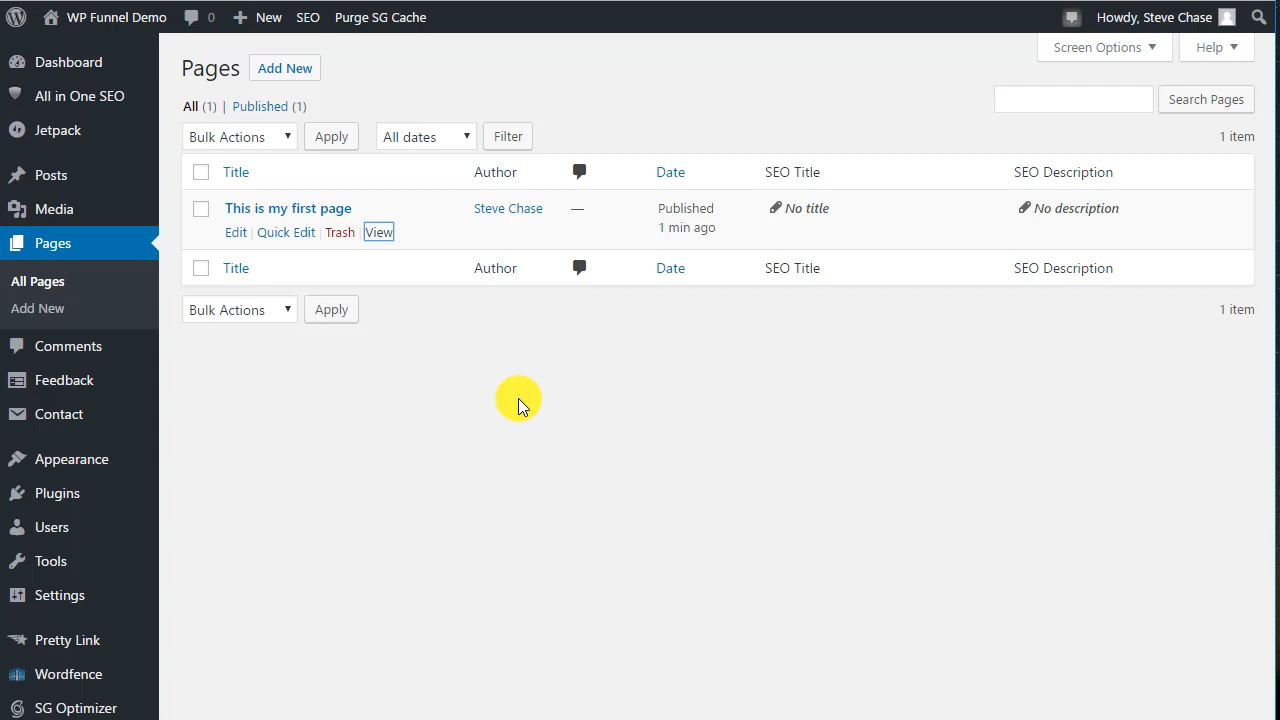 WP Funnel Demo 0 New SEO Purge SG Cache Howdy, Steve Chase
Screen Options Help
Dashboard
All in One SEO
Jetpack
Posts
Media
Pages
All Pages
Add New
Comments
Feedback
Contact
Appearance
Plugins
Users
Tools
Settings
Pretty Link
Wordfence
SG Optimizer
Pages Add New
All (1) | Published (1)
Search Pages
Bulk Actions Apply All dates Filter 1 item
Title Author Date SEO Title SEO Description
This is my first page Steve Chase — Published No title No description
1 min ago
Edit | Quick Edit | Trash | View
Title Author Date SEO Title SEO Description
Bulk Actions Apply 1 item